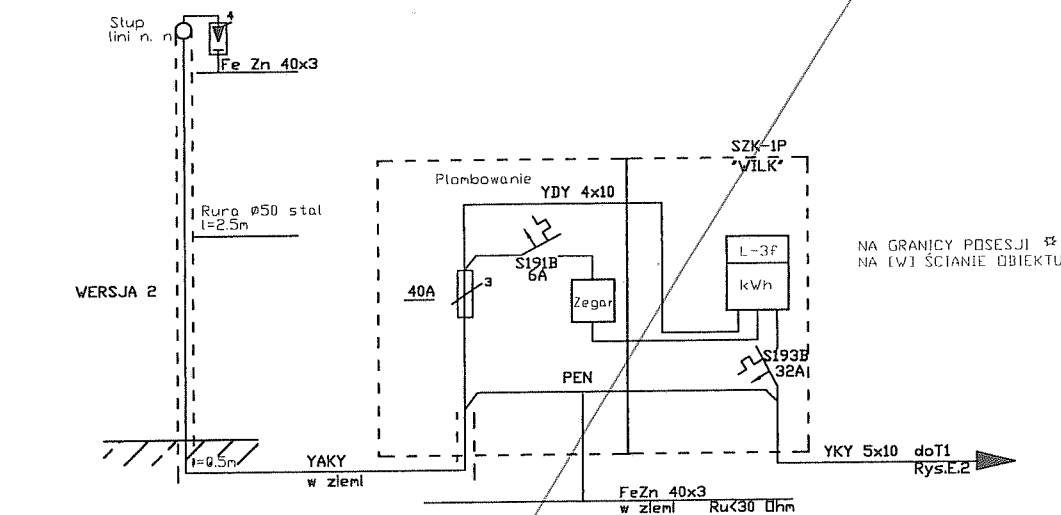 Słup
lini n. n
4
Fe Zn 40x3
SZK-1P
"WILK"
Plombowanie
YDY 4x10
Rura ø50 stal
l=2.5m
S191B
6A
L-3f
kWh
NA GRANICY POSESJI
NA [W] ŚCIANIE OBIEKTU
WERSJA 2
40A
3
Zegar
S193B
32A
PEN
l=0.5m
YAKY
w ziemi
YKY 5x10 doT1
Rys.E.2
FeZn 40x3
w ziemi Ru<30 Ohm